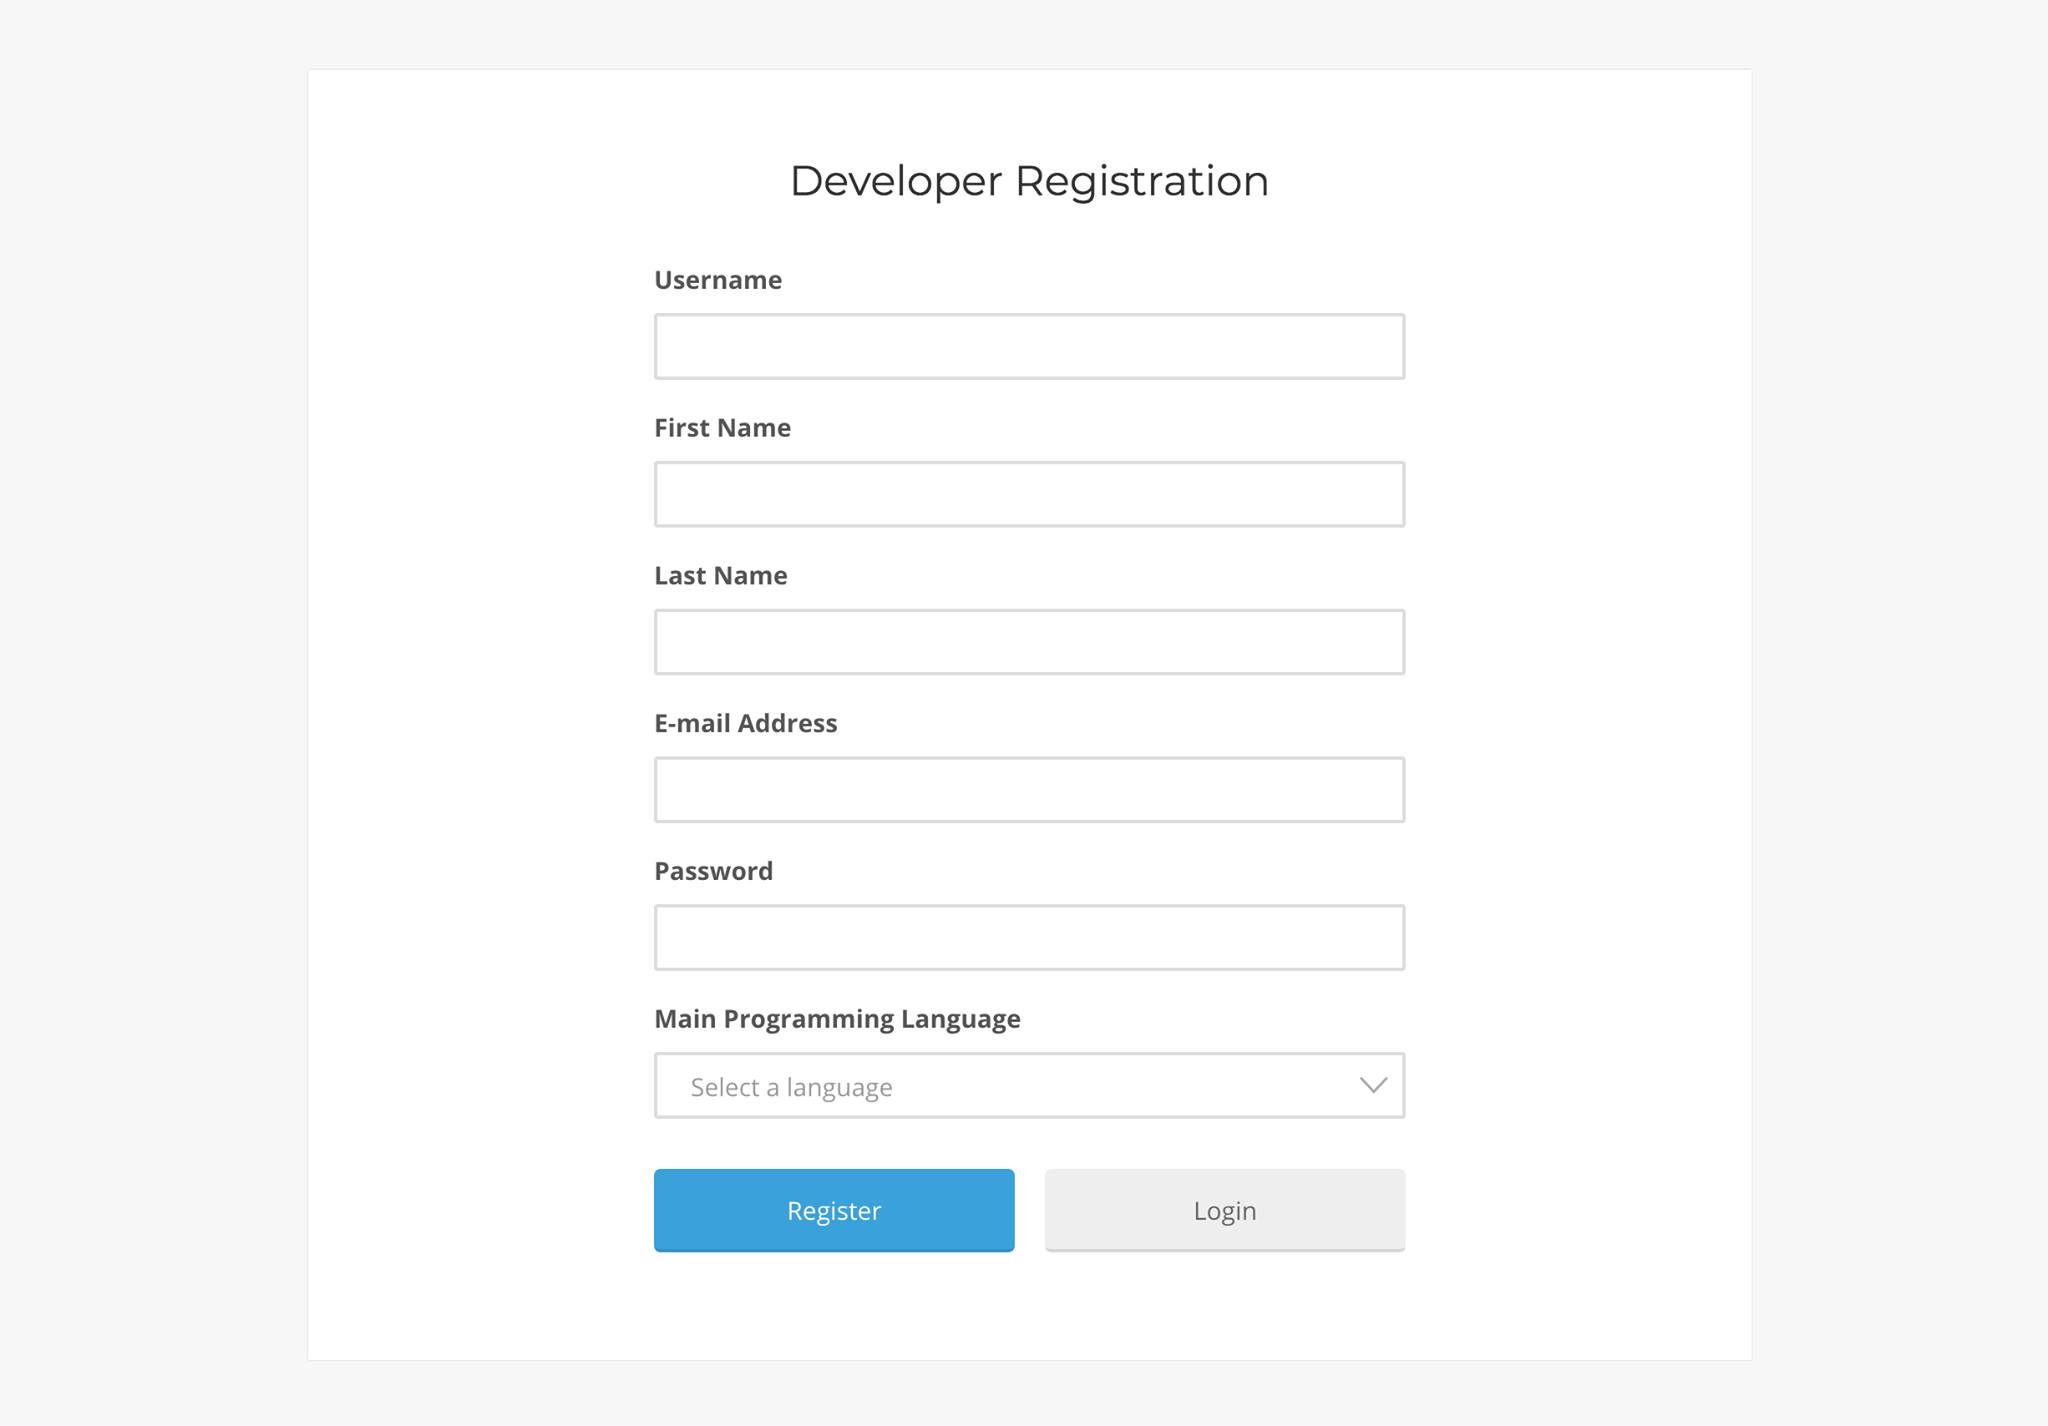 Developer Registration
Username
First Name
Last Name
E-mail Address
Password
Main Programming Language
Select a language
Register
Login